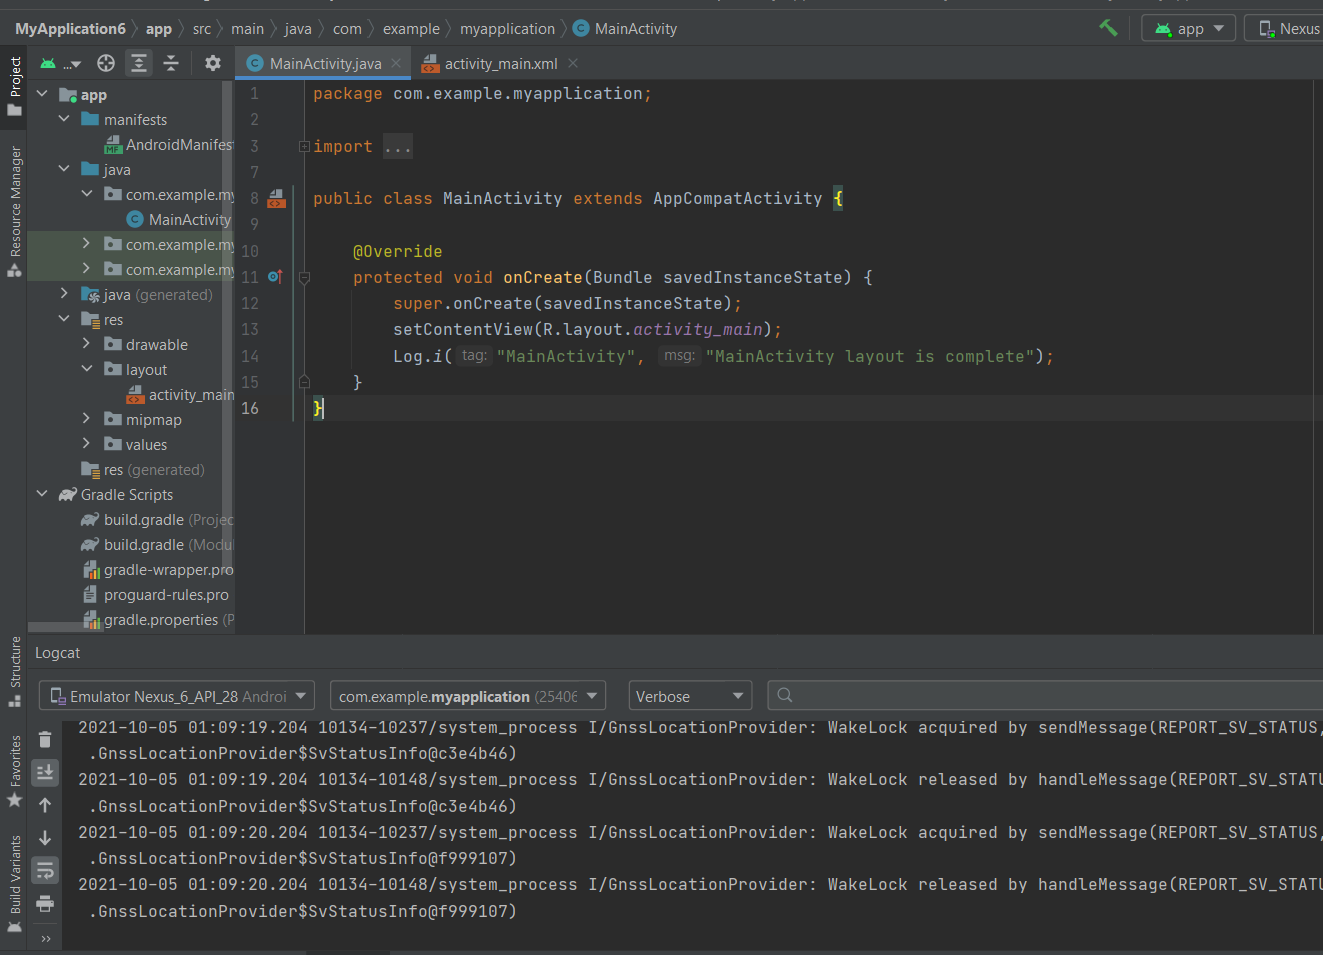 MyApplication6 app src main java com example myapplication MainActivity app Nexus
... MainActivity.java activity_main.xml
Project
Resource Manager
Structure
Favorites
Build Variants
app
manifests
AndroidManifes
java
com.example.my
MainActivity
com.example.my
com.example.my
java (generated)
res
drawable
layout
activity_main
mipmap
values
res (generated)
Gradle Scripts
build.gradle (Projec
build.gradle (Modu
gradle-wrapper.pro
proguard-rules.pro
gradle.properties (P
1 package com.example.myapplication;
2
3 import ...
7
8 public class MainActivity extends AppCompatActivity {
9
10 @Override
11 protected void onCreate(Bundle savedInstanceState) {
12 super.onCreate(savedInstanceState);
13 setContentView(R.layout.activity_main);
14 Log.i( tag: "MainActivity", msg: "MainActivity layout is complete");
15 }
16 }
Logcat
Emulator Nexus_6_API_28 Androi com.example.myapplication (25406 Verbose
2021-10-05 01:09:19.204 10134-10237/system_process I/GnssLocationProvider: WakeLock acquired by sendMessage(REPORT_SV_STATUS,
.GnssLocationProvider$SvStatusInfo@c3e4b46)
2021-10-05 01:09:19.204 10134-10148/system_process I/GnssLocationProvider: WakeLock released by handleMessage(REPORT_SV_STATU
.GnssLocationProvider$SvStatusInfo@c3e4b46)
2021-10-05 01:09:20.204 10134-10237/system_process I/GnssLocationProvider: WakeLock acquired by sendMessage(REPORT_SV_STATUS,
.GnssLocationProvider$SvStatusInfo@f999107)
2021-10-05 01:09:20.204 10134-10148/system_process I/GnssLocationProvider: WakeLock released by handleMessage(REPORT_SV_STATU
.GnssLocationProvider$SvStatusInfo@f999107)